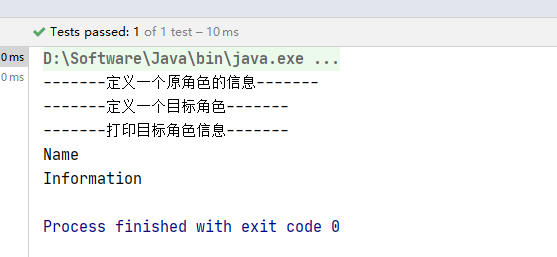 Tests passed: 1 of 1 test – 10 ms
0 ms
D:\Software\Java\bin\java.exe ...
0 ms
-------定义一个原角色的信息-------
-------定义一个目标角色-------
-------打印目标角色信息-------
Name
Information
Process finished with exit code 0